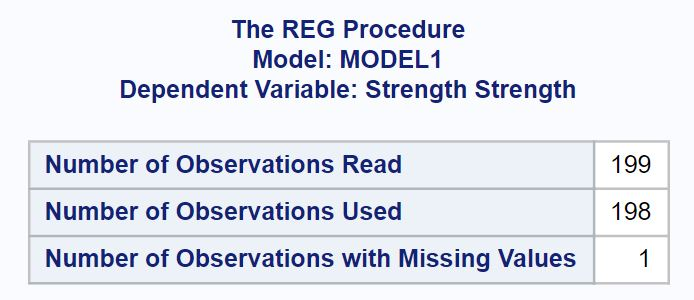 The REG Procedure
Model: MODEL1
Dependent Variable: Strength Strength
Number of Observations Read 199
Number of Observations Used 198
Number of Observations with Missing Values 1